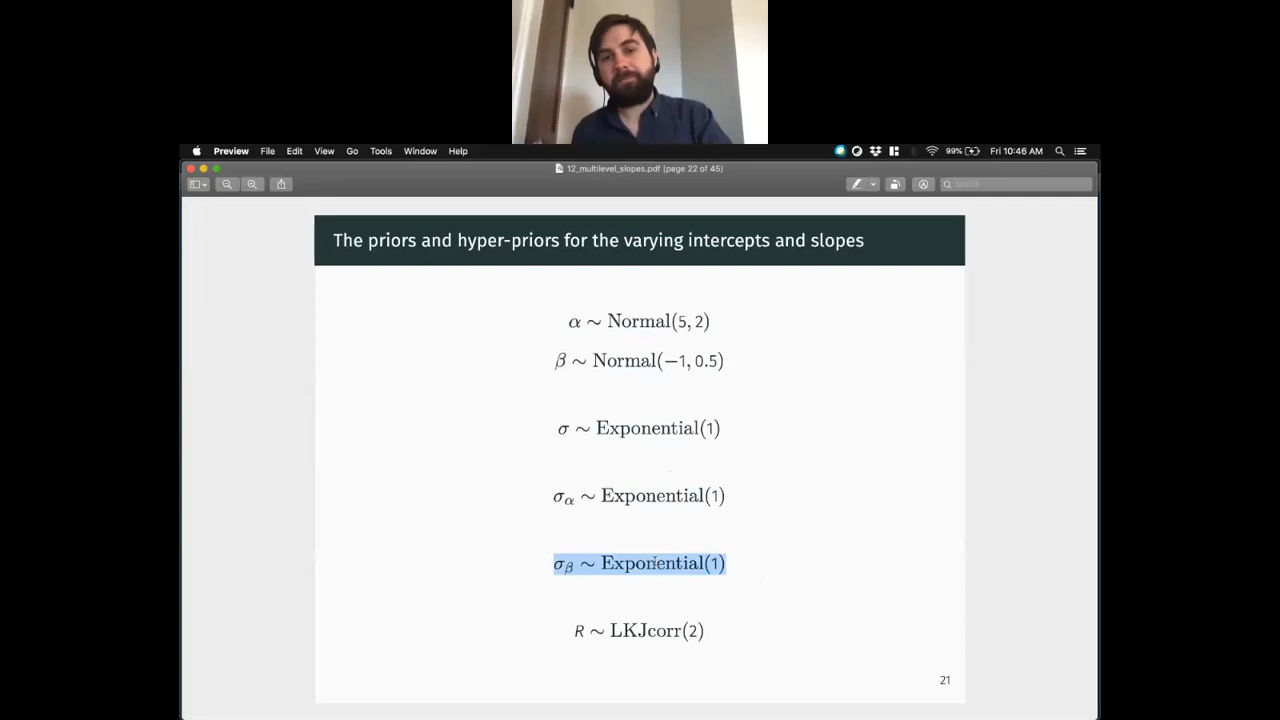 Preview File Edit View Go Tools Window Help 99% Fri 10:46 AM
12_multilevel_slopes.pdf (page 22 of 45)
Search
The priors and hyper-priors for the varying intercepts and slopes
α ∼ Normal(5, 2)
β ∼ Normal(−1, 0.5)
σ ∼ Exponential(1)
σ_α ∼ Exponential(1)
σ_β ∼ Exponential(1)
R ∼ LKJcorr(2)
21